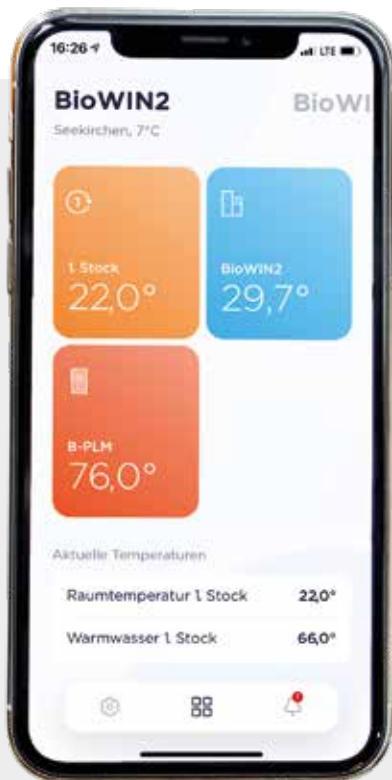 16:26
LTE
BioWIN2 BioWI
Seekirchen, 7°C
1. Stock
22,0°
BioWIN2
29,7°
B-PLM
76,0°
Aktuelle Temperaturen
Raumtemperatur 1. Stock 22,0°
Warmwasser 1. Stock 66,0°